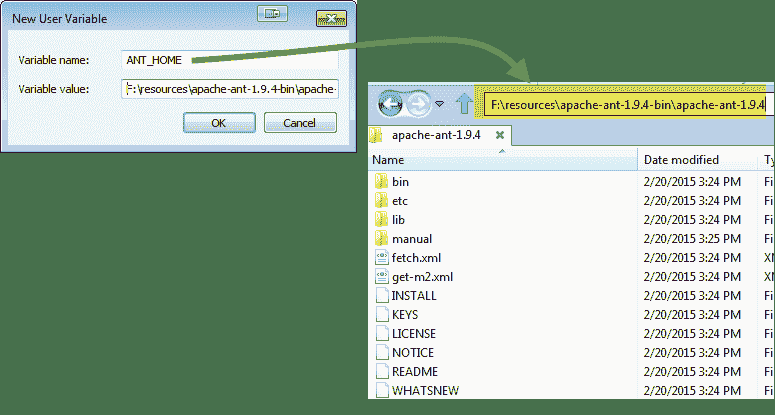 New User Variable
Variable name: ANT_HOME
Variable value: F:\resources\apache-ant-1.9.4-bin\apache-
OK Cancel
F:\resources\apache-ant-1.9.4-bin\apache-ant-1.9.4
apache-ant-1.9.4
Name Date modified Ty
bin 2/20/2015 3:24 PM Fi
etc 2/20/2015 3:24 PM Fi
lib 2/20/2015 3:24 PM Fi
manual 2/20/2015 3:25 PM Fi
fetch.xml 2/20/2015 3:24 PM XM
get-m2.xml 2/20/2015 3:24 PM XM
INSTALL 2/20/2015 3:24 PM Fi
KEYS 2/20/2015 3:24 PM Fi
LICENSE 2/20/2015 3:24 PM Fi
NOTICE 2/20/2015 3:24 PM Fi
README 2/20/2015 3:24 PM Fi
WHATSNEW 2/20/2015 3:24 PM Fi